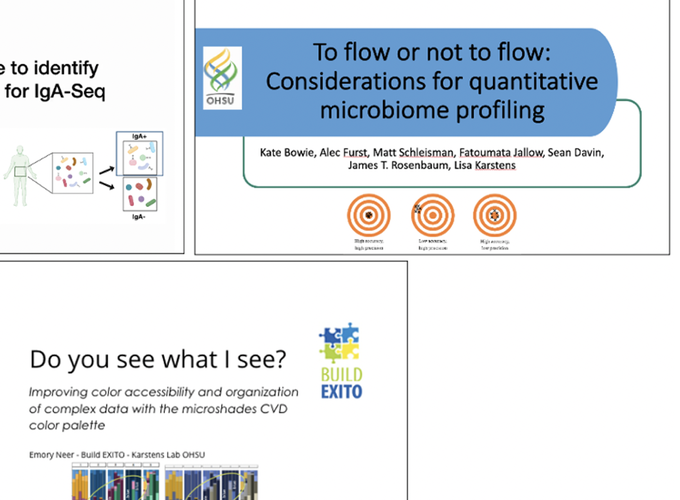 e to identify
for IgA-Seq
IgA+
IgA-
OHSU
To flow or not to flow:
Considerations for quantitative
microbiome profiling
Kate Bowie, Alec Furst, Matt Schleisman, Fatoumata Jallow, Sean Davin,
James T. Rosenbaum, Lisa Karstens
High accuracy,
high precision
Low accuracy,
high precision
High accuracy,
low precision
Do you see what I see?
Improving color accessibility and organization
of complex data with the microshades CVD
color palette
Emory Neer - Build EXITO - Karstens Lab OHSU
BUILD
EXITO